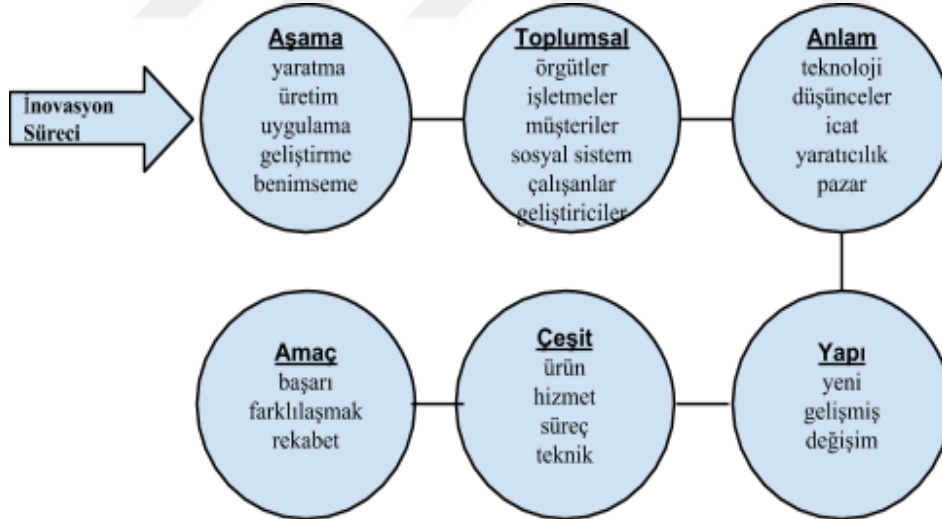 İnovasyon
Süreci
Aşama
yaratma
üretim
uygulama
geliştirme
benimseme
Toplumsal
örgütler
işletmeler
müşteriler
sosyal sistem
çalışanlar
geliştiriciler
Anlam
teknoloji
düşünceler
icat
yaratıcılık
pazar
Yapı
yeni
gelişmiş
değişim
Çeşit
ürün
hizmet
süreç
teknik
Amaç
başarı
farklılaşmak
rekabet